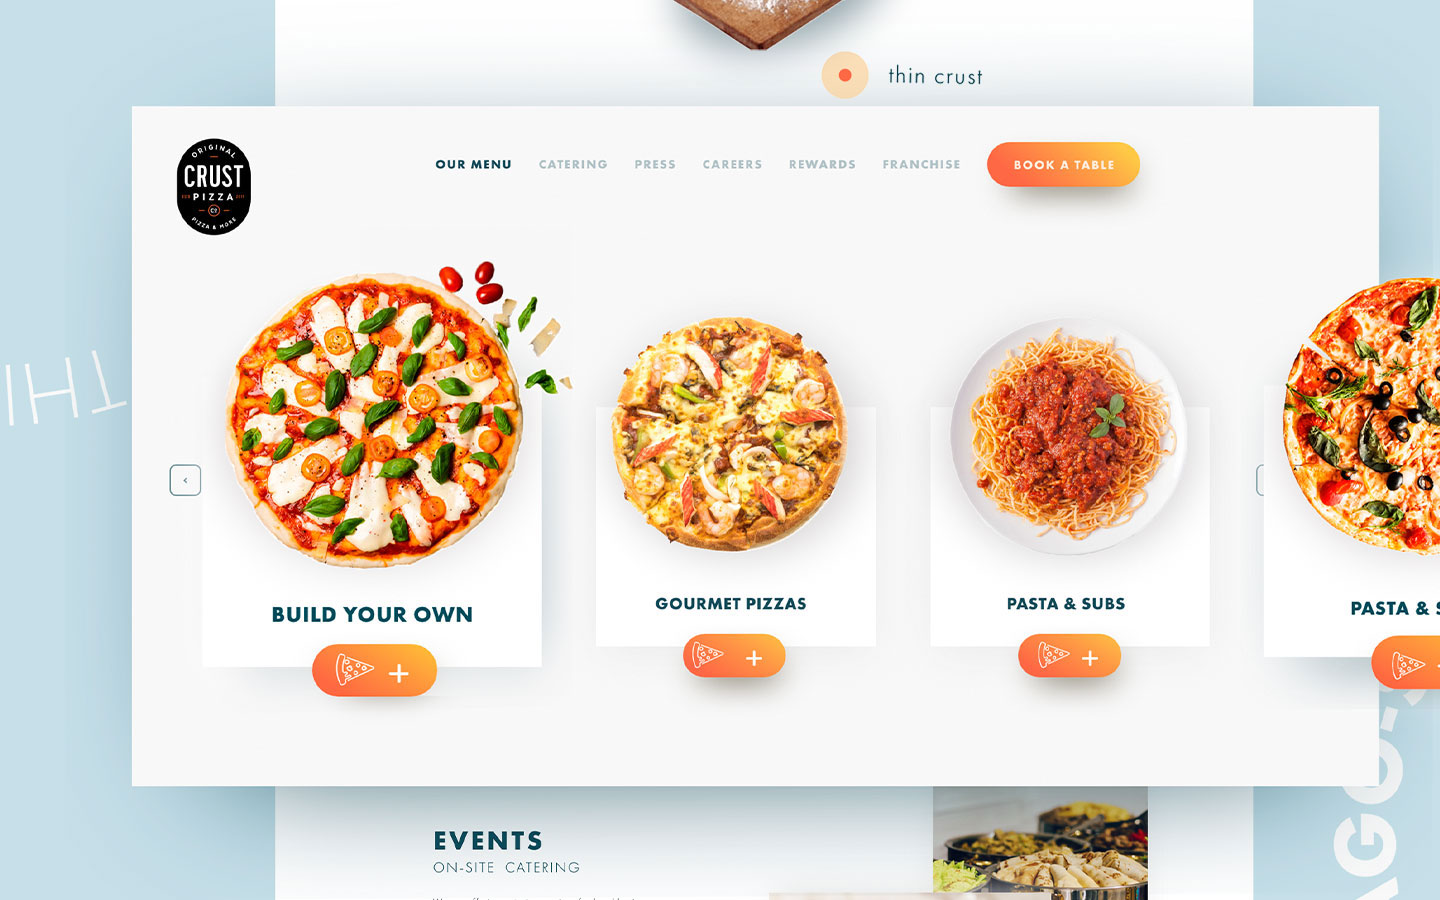 thin crust
ORIGINAL
CRUST
PIZZA
CO
PIZZA & MORE
OUR MENU CATERING PRESS CAREERS REWARDS FRANCHISE BOOK A TABLE
THI
BUILD YOUR OWN
GOURMET PIZZAS
PASTA & SUBS
PASTA & S
AGO-S
EVENTS
ON-SITE CATERING